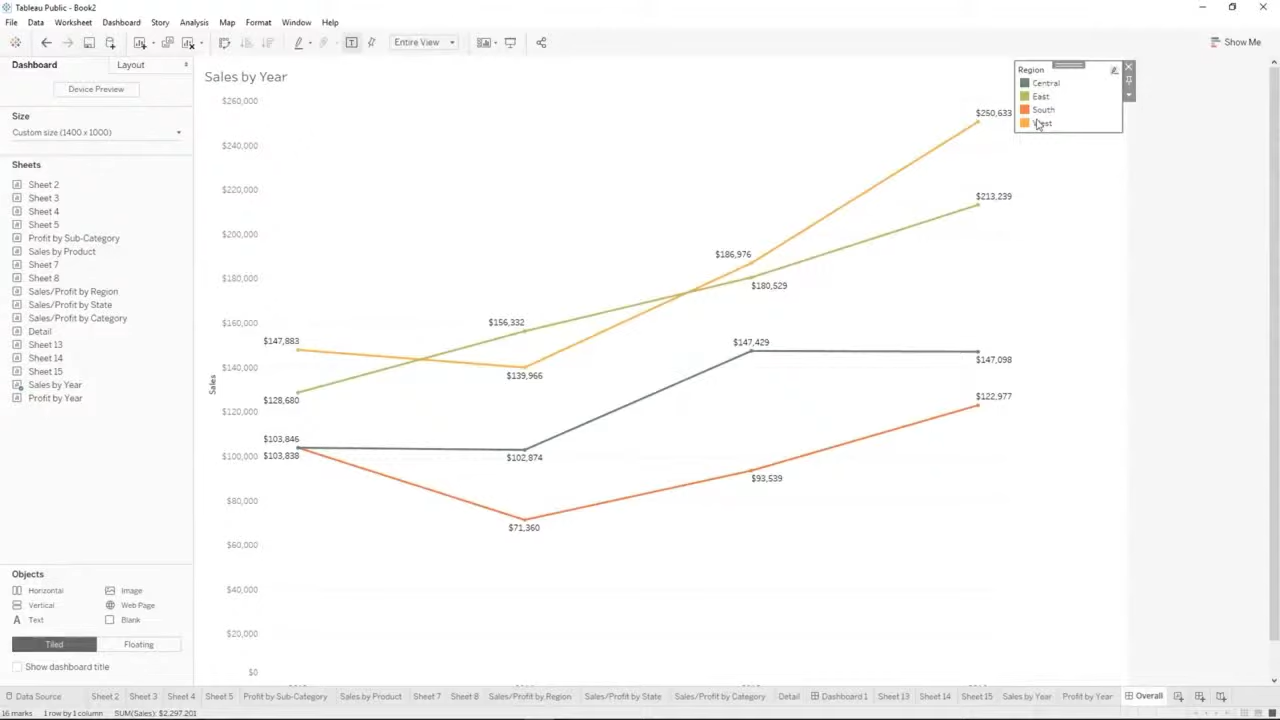 Tableau Public - Book2
File Data Worksheet Dashboard Story Analysis Map Format Window Help
Entire View
Show Me
Dashboard Layout
Device Preview
Size
Custom size (1400 x 1000)
Sheets
Sheet 2
Sheet 3
Sheet 4
Sheet 5
Profit by Sub-Category
Sales by Product
Sheet 7
Sheet 8
Sales/Profit by Region
Sales/Profit by State
Sales/Profit by Category
Detail
Sheet 13
Sheet 14
Sheet 15
Sales by Year
Profit by Year
Objects
Horizontal Image
Vertical Web Page
Text Blank
Tiled Floating
Show dashboard title
Sales by Year
Region
Central
East
South
West
$260,000
$240,000
$220,000
$200,000
$180,000
$160,000
$140,000
$120,000
$100,000
$80,000
$60,000
$40,000
$20,000
$0
Sales
$250,633
$213,239
$186,976
$180,529
$156,332
$147,883
$139,966
$128,680
$147,429
$147,098
$122,977
$103,846
$103,838
$102,874
$93,539
$71,360
Data Source Sheet 2 Sheet 3 Sheet 4 Sheet 5 Profit by Sub-Category Sales by Product Sheet 7 Sheet 8 Sales/Profit by Region Sales/Profit by State Sales/Profit by Category Detail Dashboard 1 Sheet 13 Sheet 14 Sheet 15 Sales by Year Profit by Year Overall
16 marks 1 row by 1 column SUM(Sales): $2,297,201